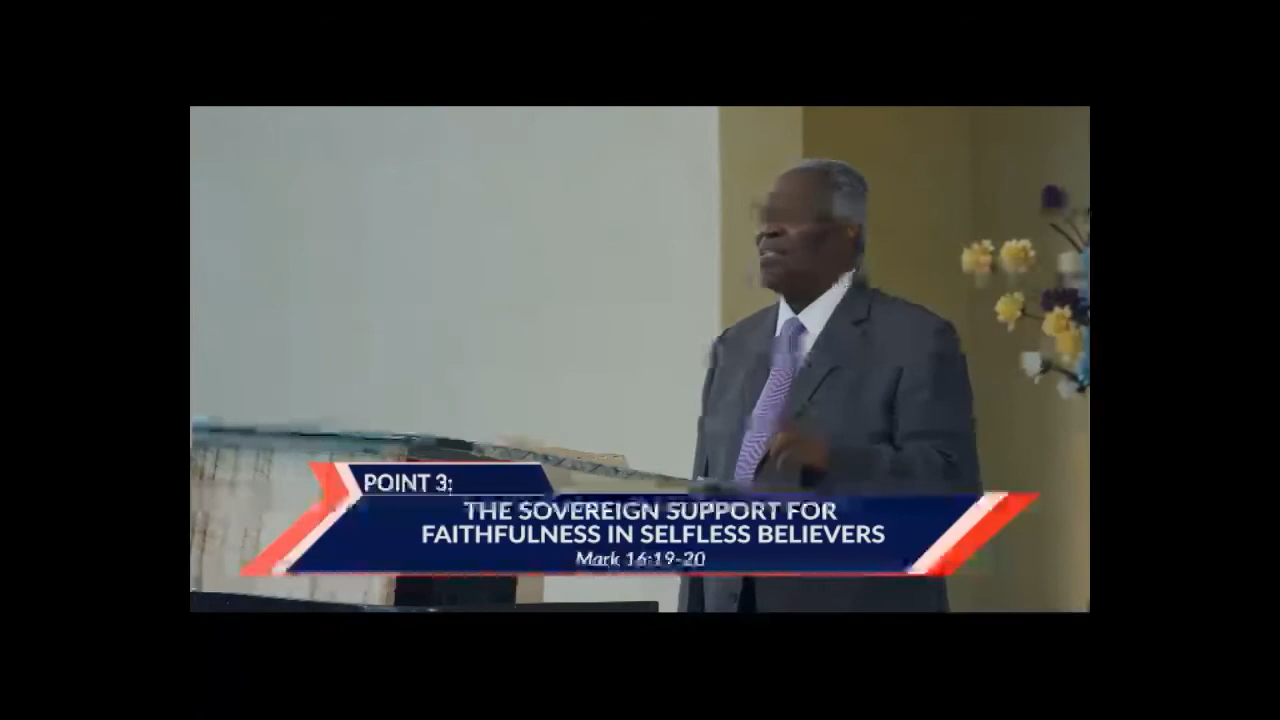 POINT 3:
THE SOVEREIGN SUPPORT FOR
FAITHFULNESS IN SELFLESS BELIEVERS
Mark 16:19-20